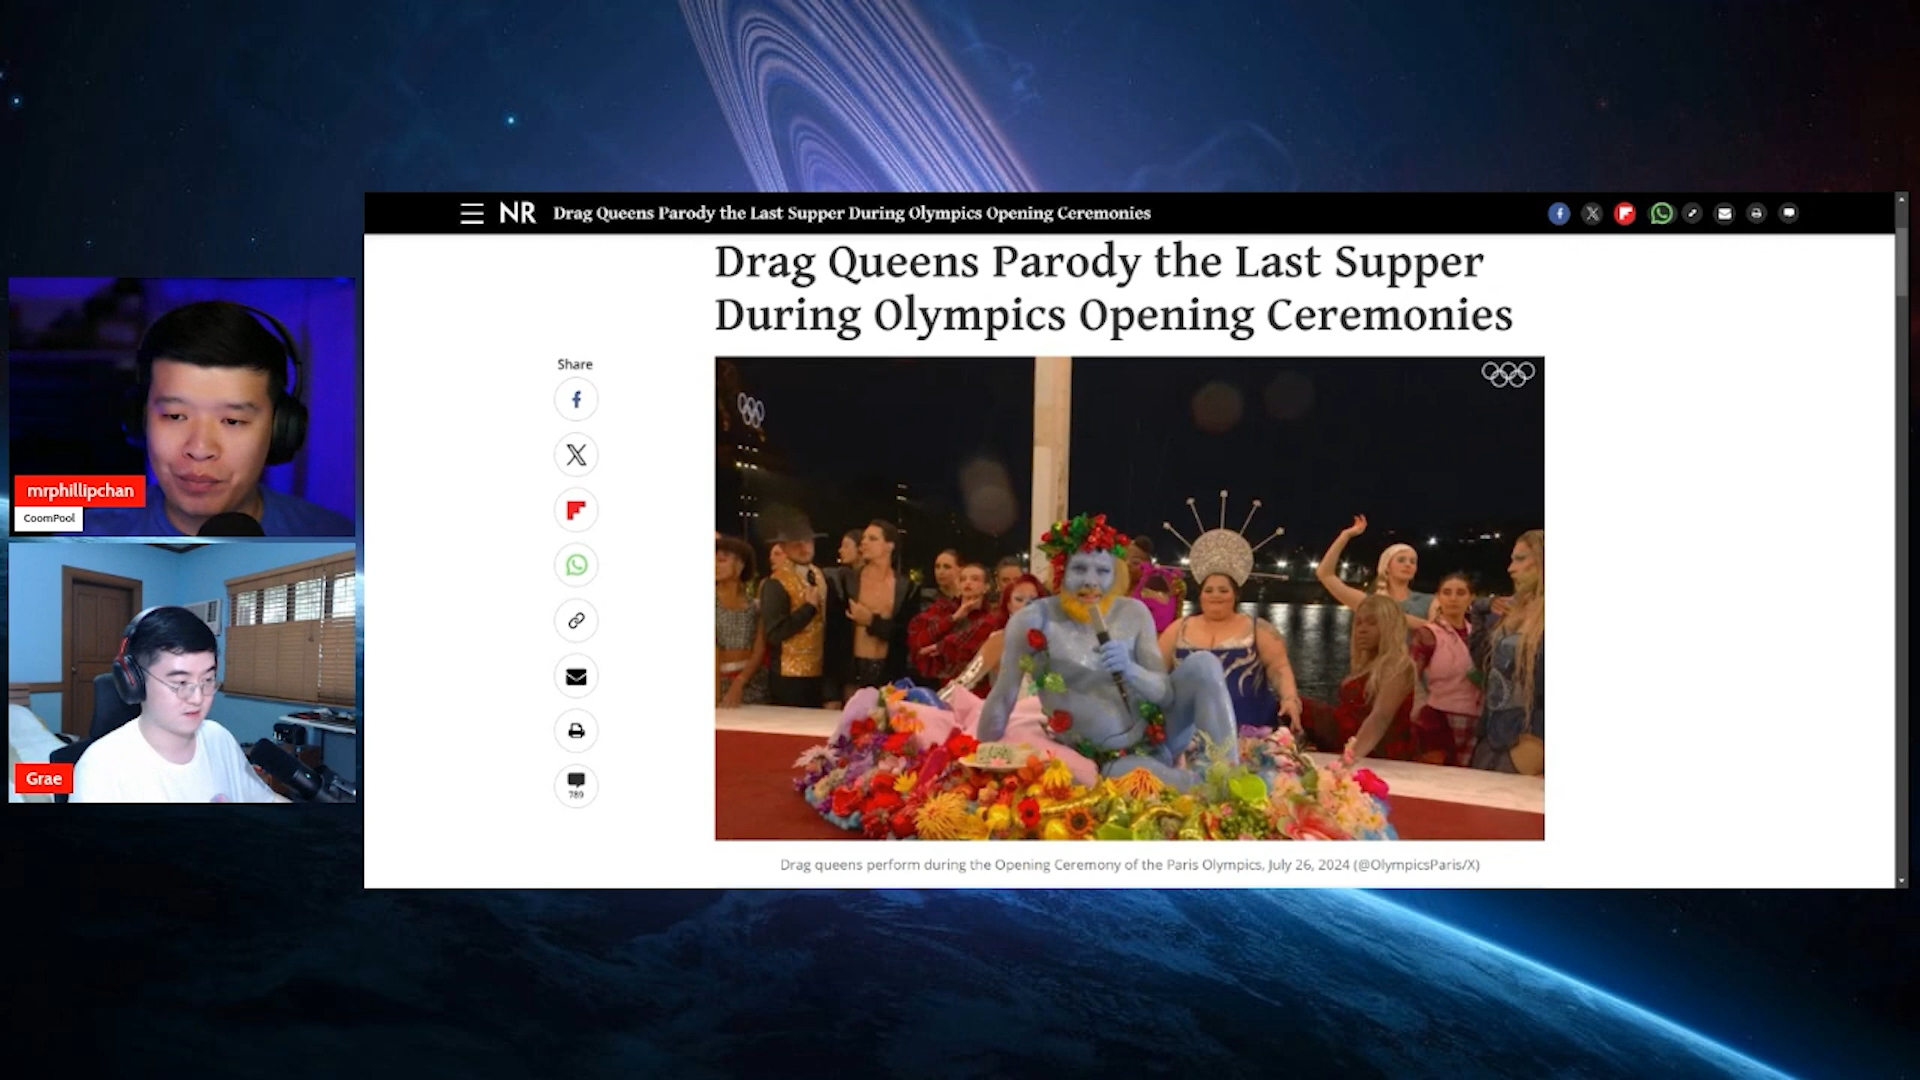 NR Drag Queens Parody the Last Supper During Olympics Opening Ceremonies
Drag Queens Parody the Last Supper
During Olympics Opening Ceremonies
Share
789
Drag queens perform during the Opening Ceremony of the Paris Olympics, July 26, 2024 (@OlympicsParis/X)
mrphillipchan
CoomPool
Grae